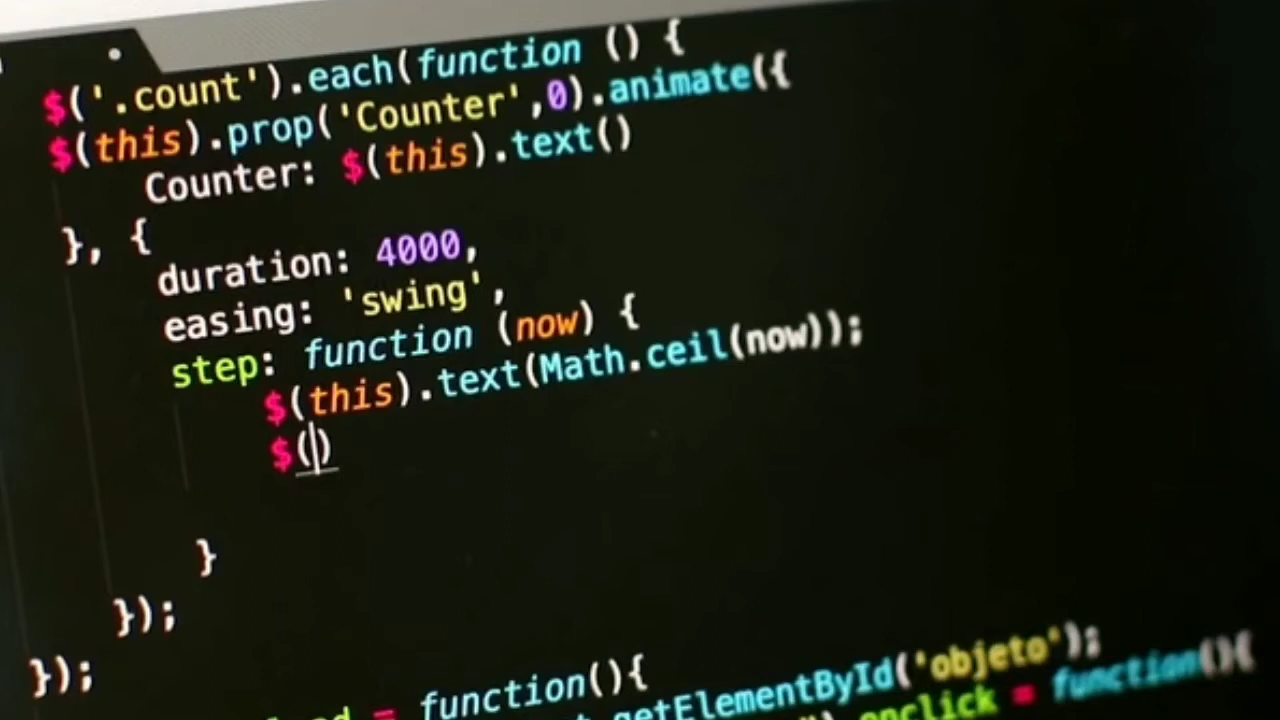 $('.count').each(function () {
$(this).prop('Counter',0).animate({
Counter: $(this).text()
}, {
duration: 4000,
easing: 'swing',
step: function (now) {
$(this).text(Math.ceil(now));
$()
}
});
});
= function(){
getElementById('objeto');
onclick = function(){